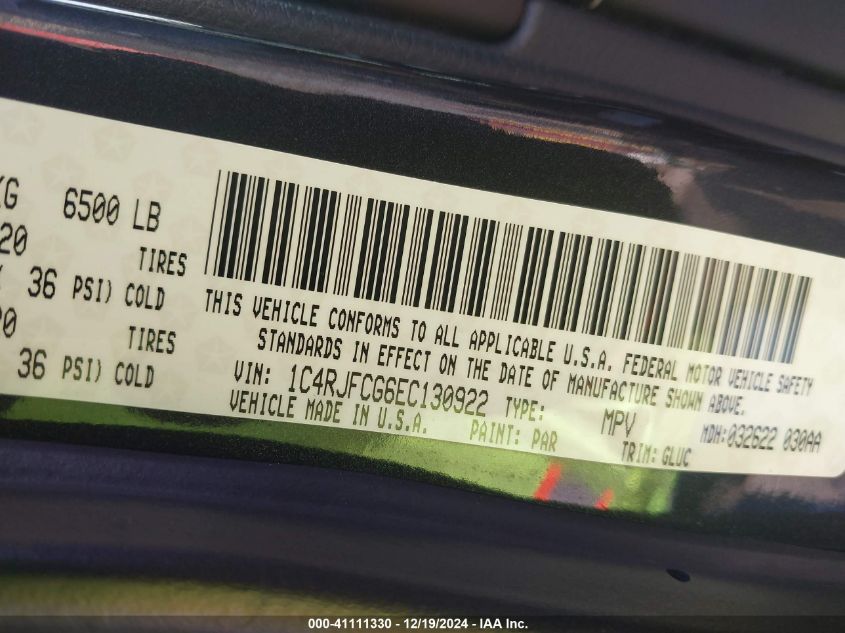 KG 6500 LB
20 TIRES
36 PSI) COLD
20 TIRES
36 PSI) COLD
THIS VEHICLE CONFORMS TO ALL APPLICABLE U.S.A. FEDERAL MOTOR VEHICLE SAFETY
STANDARDS IN EFFECT ON THE DATE OF MANUFACTURE SHOWN ABOVE.
VIN: 1C4RJFCG6EC130922 TYPE: MPV MDH:032622 030AA
VEHICLE MADE IN U.S.A. PAINT: PAR TRIM: GLUC
000-41111330 - 12/19/2024 - IAA Inc.